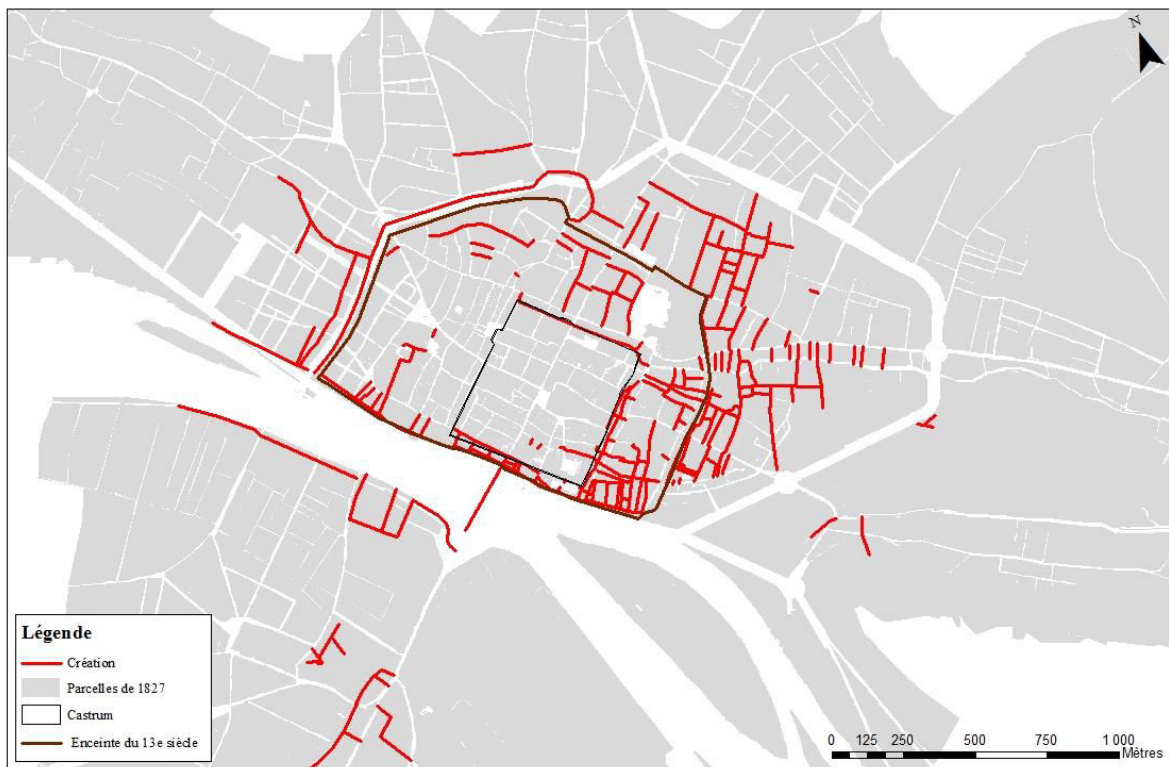 N
Légende
Création
Parcelles de 1827
Castrum
Enceinte du 13e siècle
0 125 250 500 750 1 000
Mètres